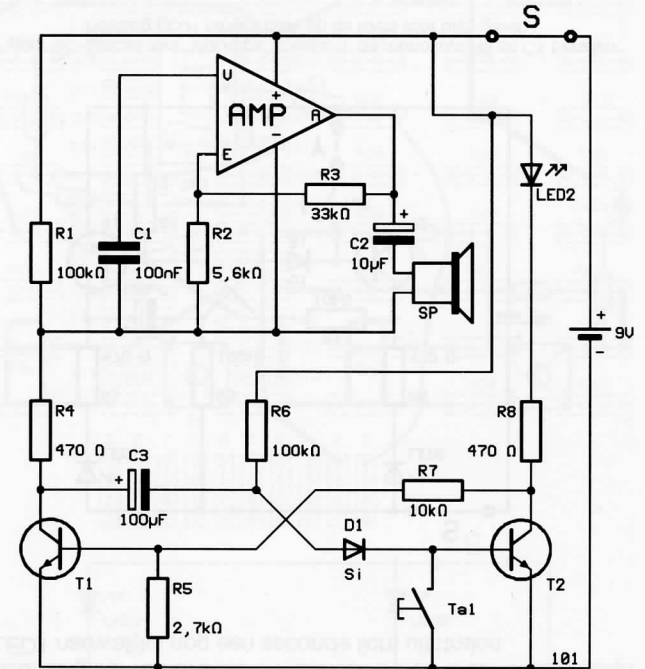 S
V
+
AMP
A
-
E
R3
33kΩ
LED2
R1
100kΩ
C1
100nF
R2
5,6kΩ
+
C2
10µF
SP
+
9V
-
R4
470 Ω
C3
+
100µF
R6
100kΩ
R8
470 Ω
R7
10kΩ
D1
Si
T1
R5
2,7kΩ
Ta1
T2
101